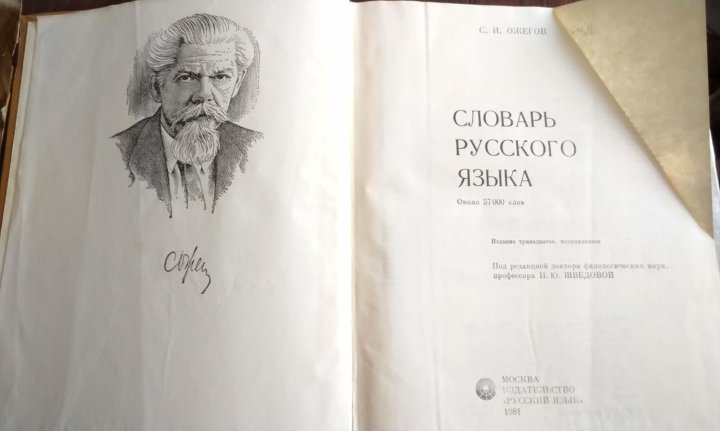 С. И. ОЖЕГОВ
СЛОВАРЬ
РУССКОГО
ЯЗЫКА
Около 57 000 слов
Издание тринадцатое, исправленное
Под редакцией доктора филологических наук,
профессора Н. Ю. ШВЕДОВОЙ
МОСКВА
ИЗДАТЕЛЬСТВО
«РУССКИЙ ЯЗЫК»
1981